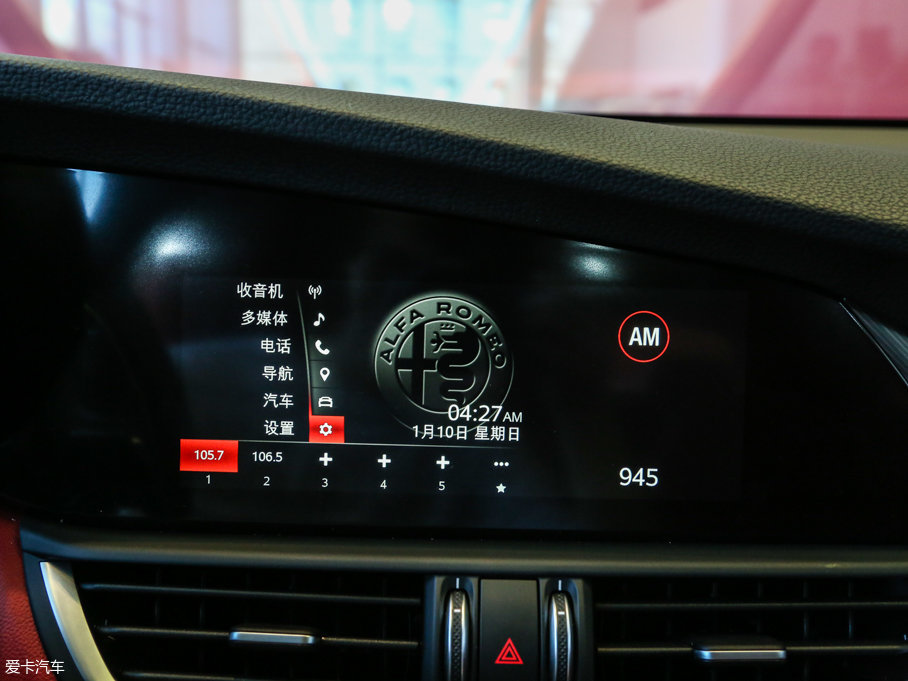 收音机
多媒体
电话
导航
汽车
设置
ALFA ROMEO
04:27AM
1月10日 星期日
AM
945
105.7 106.5
1 2 3 4 5
爱卡汽车